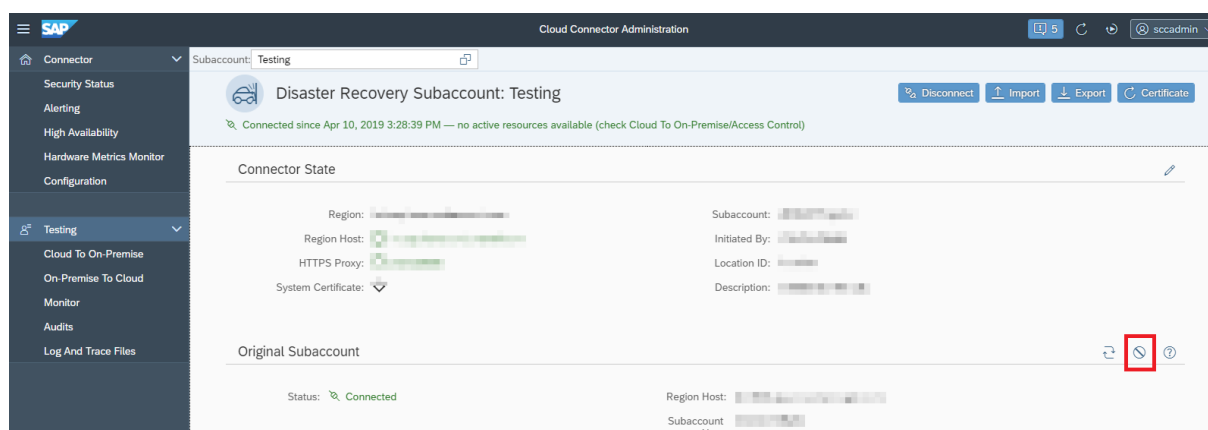 SAP
Cloud Connector Administration
5
sccadmin
Connector
Subaccount: Testing
Security Status
Disaster Recovery Subaccount: Testing
Disconnect
Import
Export
Certificate
Alerting
Connected since Apr 10, 2019 3:28:39 PM — no active resources available (check Cloud To On-Premise/Access Control)
High Availability
Hardware Metrics Monitor
Configuration
Connector State
Region:
Subaccount:
Region Host:
Initiated By:
HTTPS Proxy:
Location ID:
System Certificate:
Description:
Testing
Cloud To On-Premise
On-Premise To Cloud
Monitor
Audits
Log And Trace Files
Original Subaccount
Status: Connected
Region Host:
Subaccount